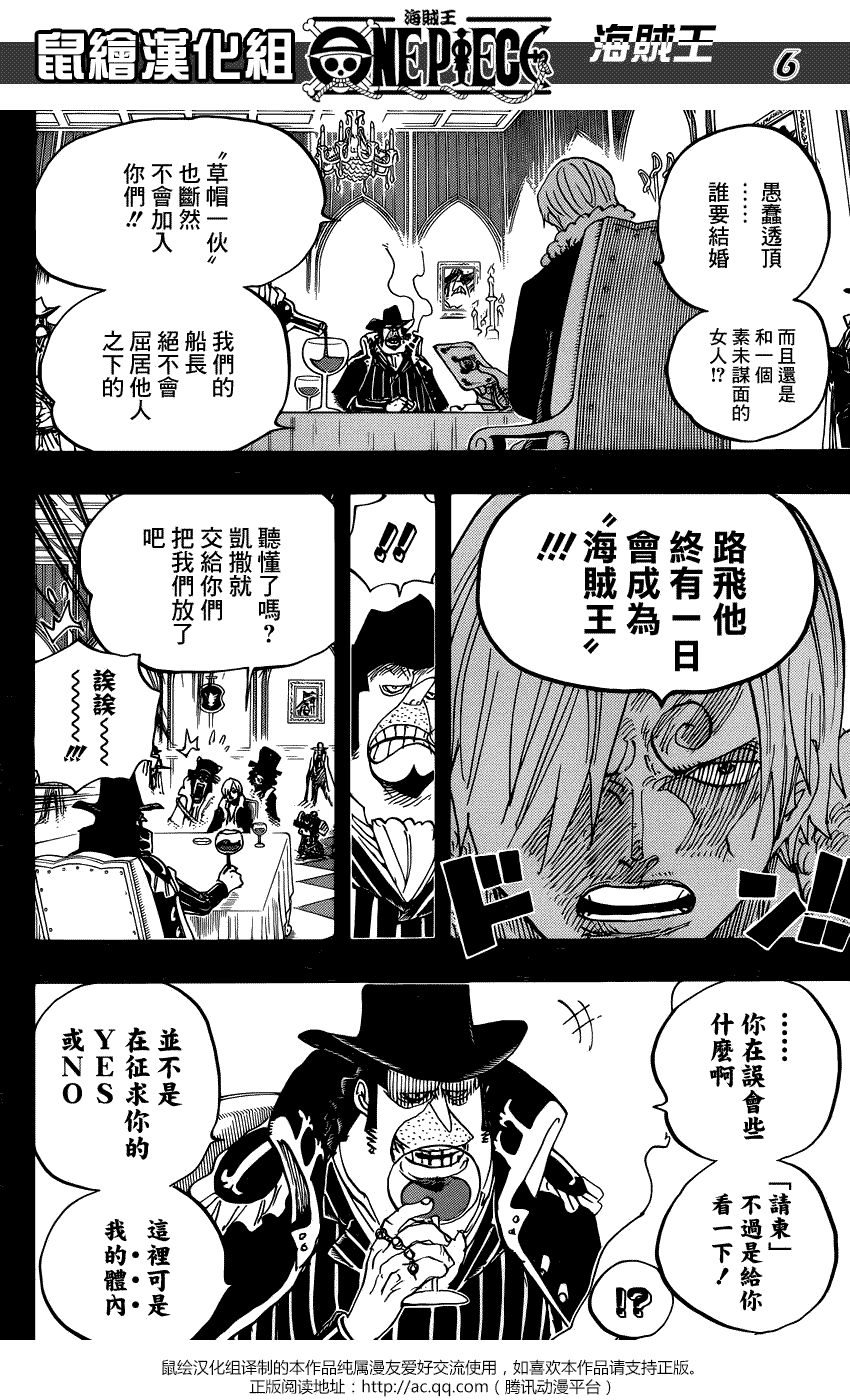 鼠繪漢化組
海賊王
ONE PIECE
海賊王
6
愚蠢透頂
……
誰要結婚
而且還是
和一個
素未謀面的
女人!?
〝草帽一伙〞
也斷然
不會加入
你們!!
我們的
船長
絕不會
屈居他人
之下的
路飛他
終有一日
會成為
〝海賊王〞
!!!
!!
聽懂了嗎?
凱撒就
交給你們
把我們放了
吧
誒誒～～
～～～!!!
ドン
……
你在誤會些
什麼啊
「請柬」
不過是給你
看一下!
!?
並不是
在征求你的
YES
或NO
這裡可是
我的體內
鼠绘汉化组译制的本作品纯属漫友爱好交流使用，如喜欢本作品请支持正版。
正版阅读地址：http://ac.qq.com（腾讯动漫平台）